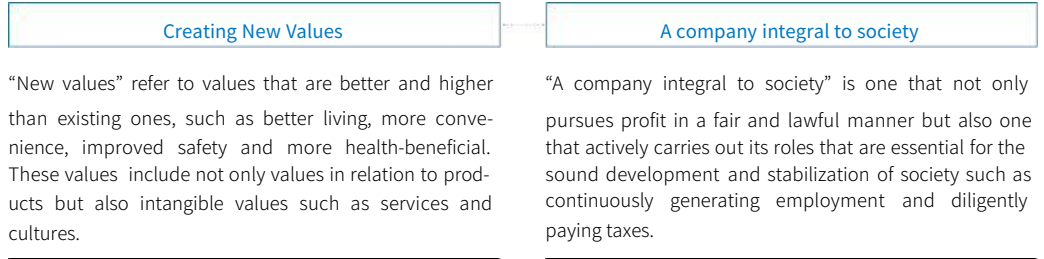 Creating New Values
“New values” refer to values that are better and higher
than existing ones, such as better living, more conve-
nience, improved safety and more health-beneficial.
These values include not only values in relation to prod-
ucts but also intangible values such as services and
cultures.
A company integral to society
“A company integral to society” is one that not only
pursues profit in a fair and lawful manner but also one
that actively carries out its roles that are essential for the
sound development and stabilization of society such as
continuously generating employment and diligently
paying taxes.